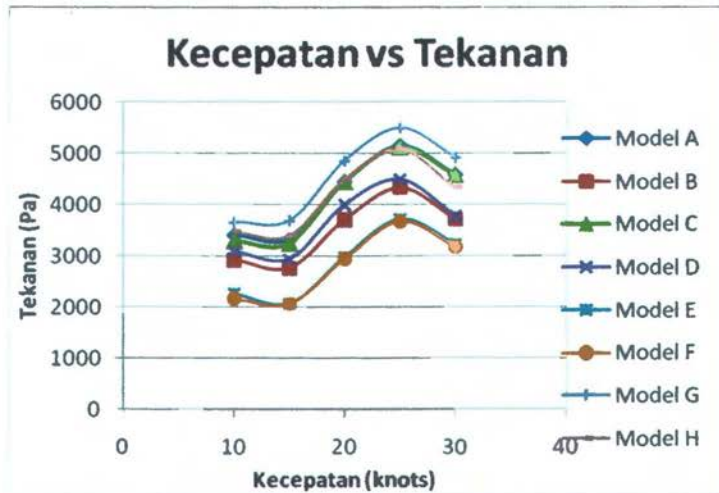 Kecepatan vs Tekanan
6000
5000
4000
3000
2000
1000
0
Tekanan (Pa)
0
10
20
30
40
Kecepatan (knots)
Model A
Model B
Model C
Model D
Model E
Model F
Model G
Model H